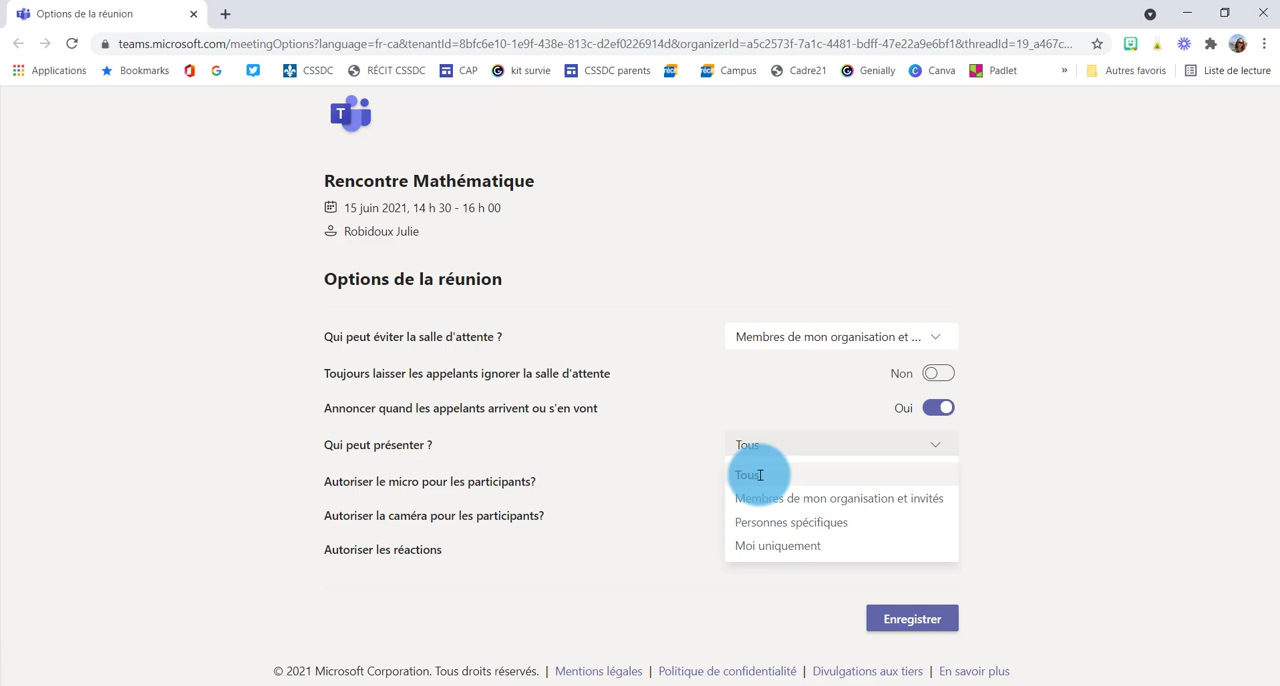 Options de la réunion
teams.microsoft.com/meetingOptions?language=fr-ca&tenantId=8bfc6e10-1e9f-438e-813c-d2ef0226914d&organizerId=a5c2573f-7a1c-4481-bdff-47e22a9e6bf1&threadId=19_a467c...
Applications Bookmarks CSSDC RÉCIT CSSDC CAP kit survie CSSDC parents Campus Cadre21 Genially Canva Padlet » Autres favoris Liste de lecture
T
Rencontre Mathématique
15 juin 2021, 14 h 30 - 16 h 00
Robidoux Julie
Options de la réunion
Qui peut éviter la salle d'attente ? Membres de mon organisation et ...
Toujours laisser les appelants ignorer la salle d'attente Non
Annoncer quand les appelants arrivent ou s'en vont Oui
Qui peut présenter ? Tous
Tous
Autoriser le micro pour les participants?
Membres de mon organisation et invités
Autoriser la caméra pour les participants?
Personnes spécifiques
Moi uniquement
Autoriser les réactions
Enregistrer
© 2021 Microsoft Corporation. Tous droits réservés. | Mentions légales | Politique de confidentialité | Divulgations aux tiers | En savoir plus